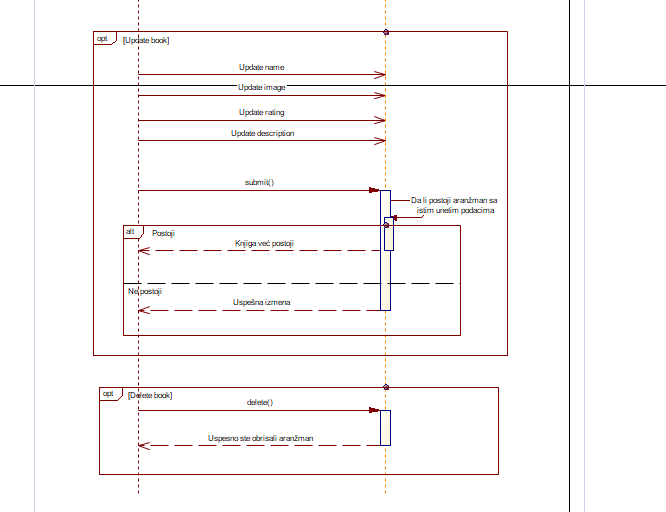 opt
[Update book]
Update name
Update image
Update rating
Update description
submit()
Da li postoji aranžman sa
istim unetim podacima
alt
Postoji
Knjiga već postoji
Ne postoji
Uspešna izmena
opt
[Delete book]
delete()
Uspesno ste obrisali aranžman